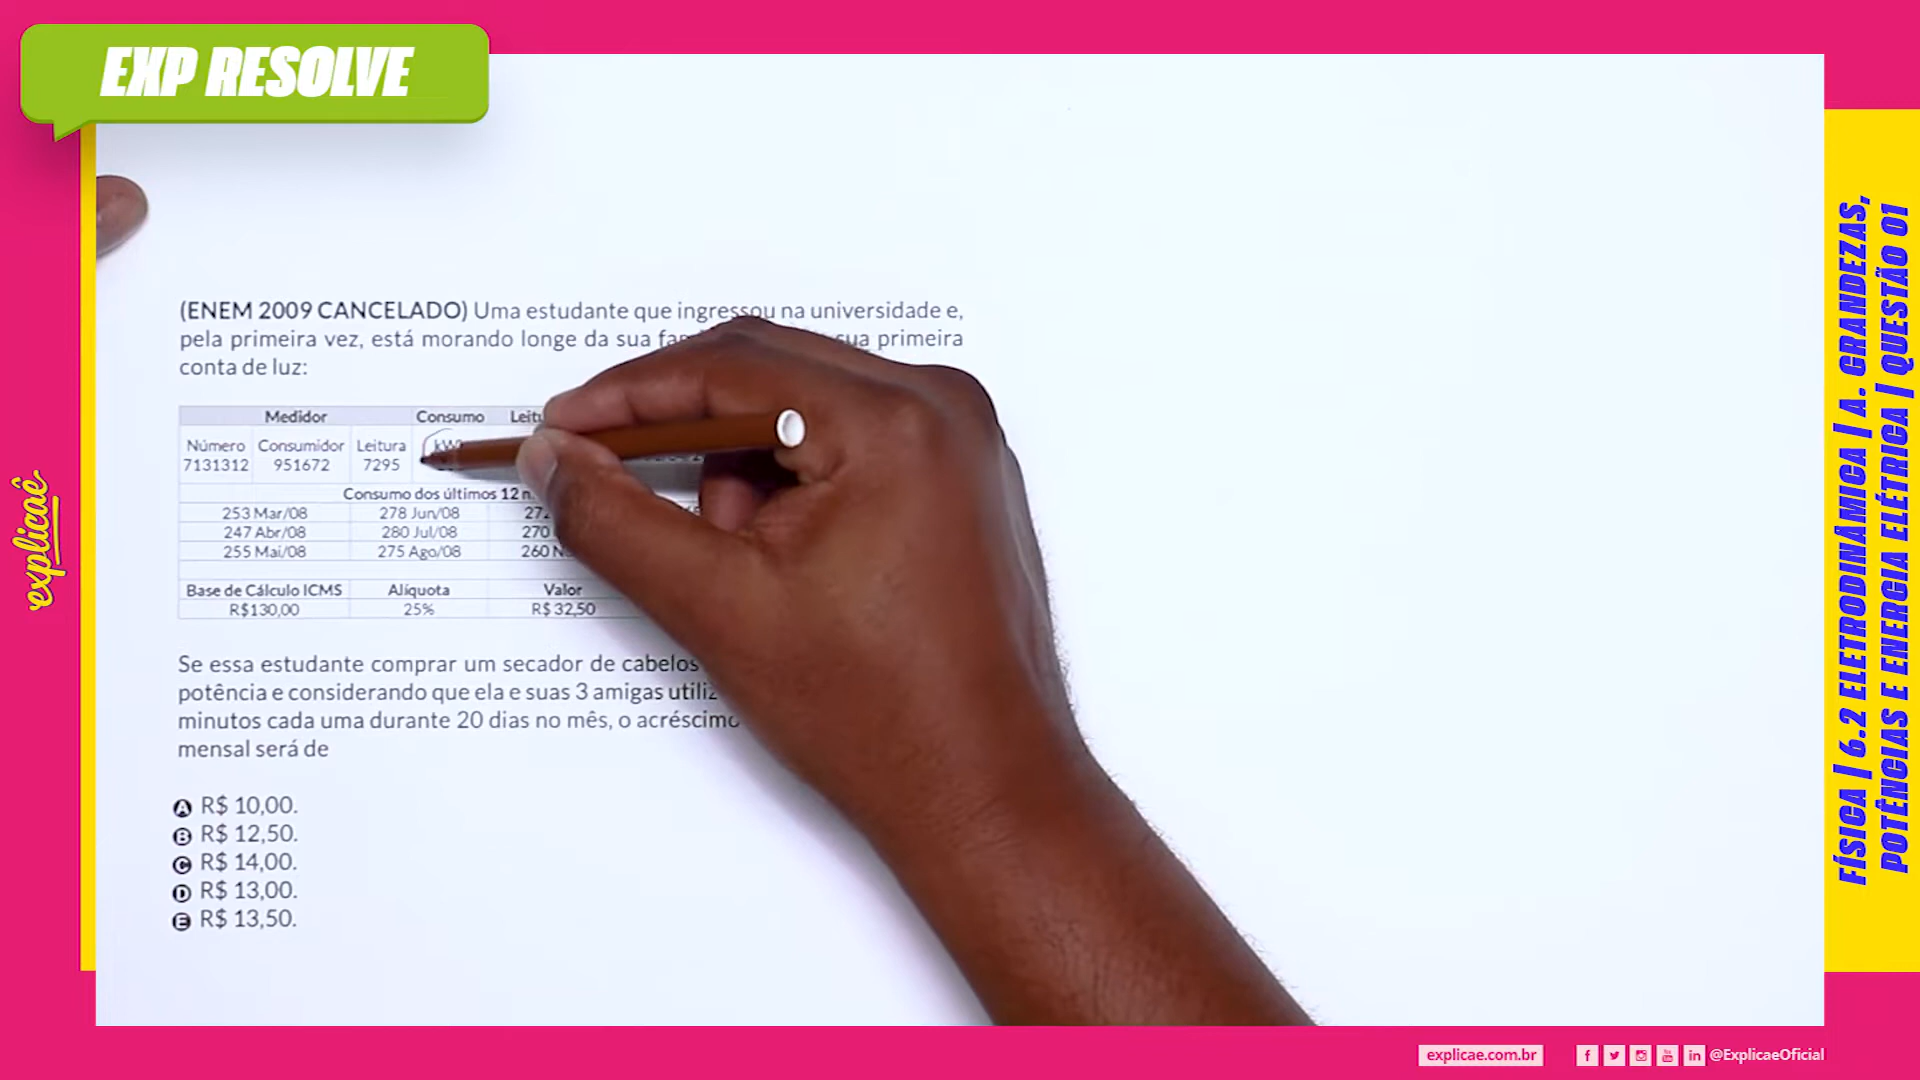 EXP RESOLVE
(ENEM 2009 CANCELADO) Uma estudante que ingressou na universidade e,
pela primeira vez, está morando longe da sua sua primeira
conta de luz:
Medidor Consumo
Número Consumidor Leitura
7131312 951672 7295
Consumo dos últimos 12
253 Mar/08 278 Jun/08
247 Abr/08 280 Jul/08 270
255 Mai/08 275 Ago/08 260
Base de Cálculo ICMS Alíquota Valor
R$130,00 25% R$ 32,50
Se essa estudante comprar um secador de cabelos
potência e considerando que ela e suas 3 amigas
minutos cada uma durante 20 dias no mês, o acréscimo
mensal será de
A R$ 10,00.
B R$ 12,50.
C R$ 14,00.
D R$ 13,00.
E R$ 13,50.
explicaê
FÍSICA | 6.2 ELETRODINÂMICA | A. GRANDEZAS,
POTÊNCIAS E ENERGIA ELÉTRICA | QUESTÃO 01
explicae.com.br
@ExplicaeOficial